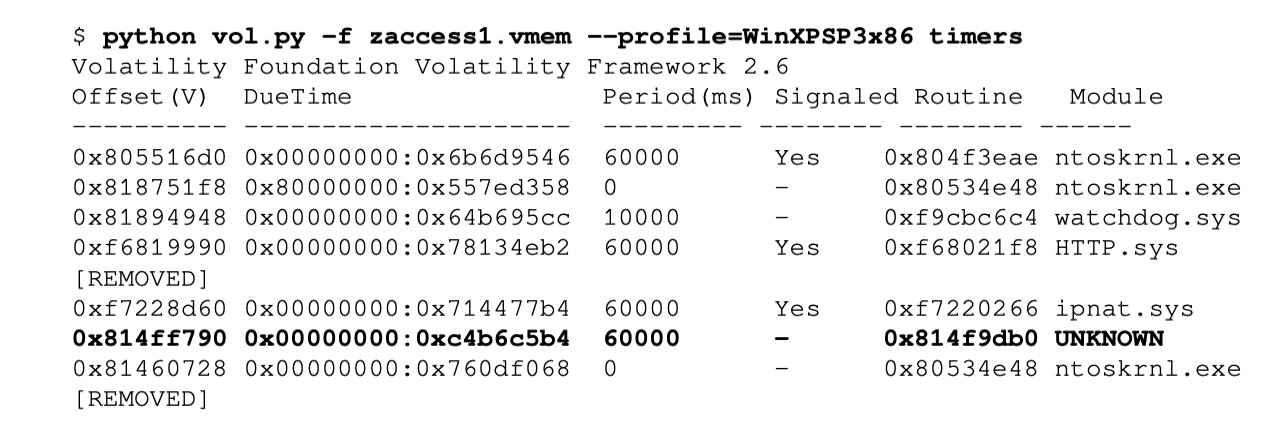 $ python vol.py -f zaccess1.vmem --profile=WinXPSP3x86 timers
Volatility Foundation Volatility Framework 2.6
Offset(V)  DueTime                Period(ms) Signaled Routine   Module
---------- --------------------- --------- -------- -------- ------
0x805516d0 0x00000000:0x6b6d9546  60000      Yes    0x804f3eae ntoskrnl.exe
0x818751f8 0x80000000:0x557ed358  0          -      0x80534e48 ntoskrnl.exe
0x81894948 0x00000000:0x64b695cc  10000      -      0xf9cbc6c4 watchdog.sys
0xf6819990 0x00000000:0x78134eb2  60000      Yes    0xf68021f8 HTTP.sys
[REMOVED]
0xf7228d60 0x00000000:0x714477b4  60000      Yes    0xf7220266 ipnat.sys
0x814ff790 0x00000000:0xc4b6c5b4  60000      -      0x814f9db0 UNKNOWN
0x81460728 0x00000000:0x760df068  0          -      0x80534e48 ntoskrnl.exe
[REMOVED]